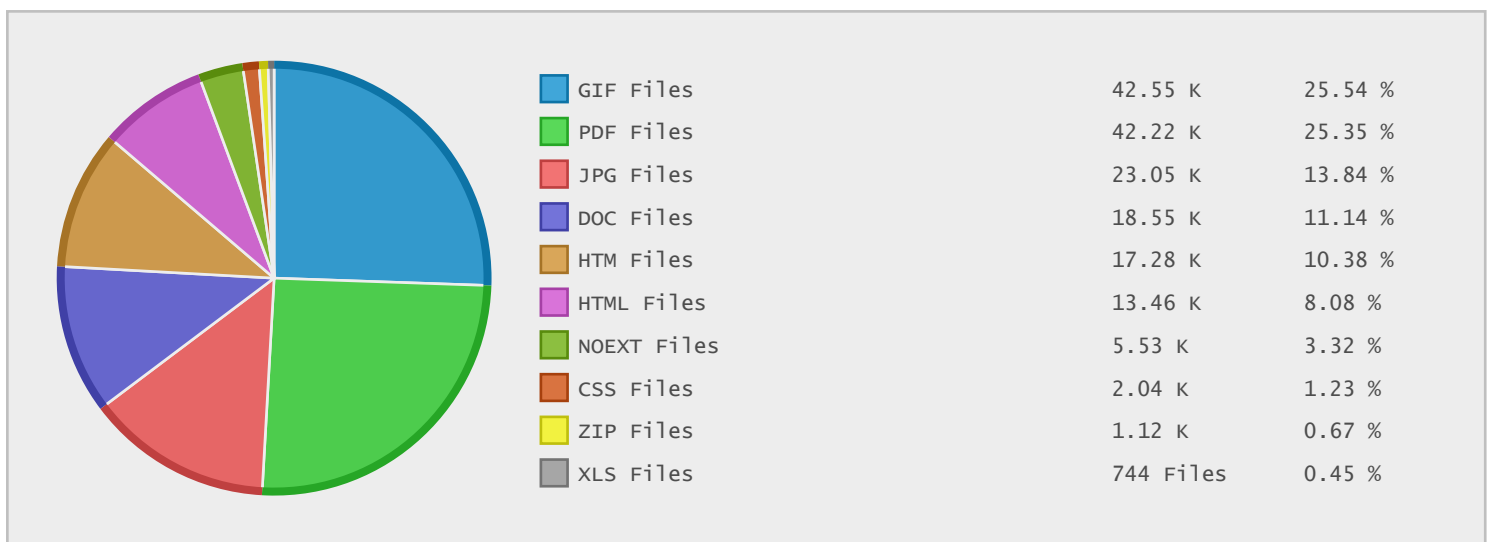 GIF Files 42.55 K 25.54 %
PDF Files 42.22 K 25.35 %
JPG Files 23.05 K 13.84 %
DOC Files 18.55 K 11.14 %
HTM Files 17.28 K 10.38 %
HTML Files 13.46 K 8.08 %
NOEXT Files 5.53 K 3.32 %
CSS Files 2.04 K 1.23 %
ZIP Files 1.12 K 0.67 %
XLS Files 744 Files 0.45 %